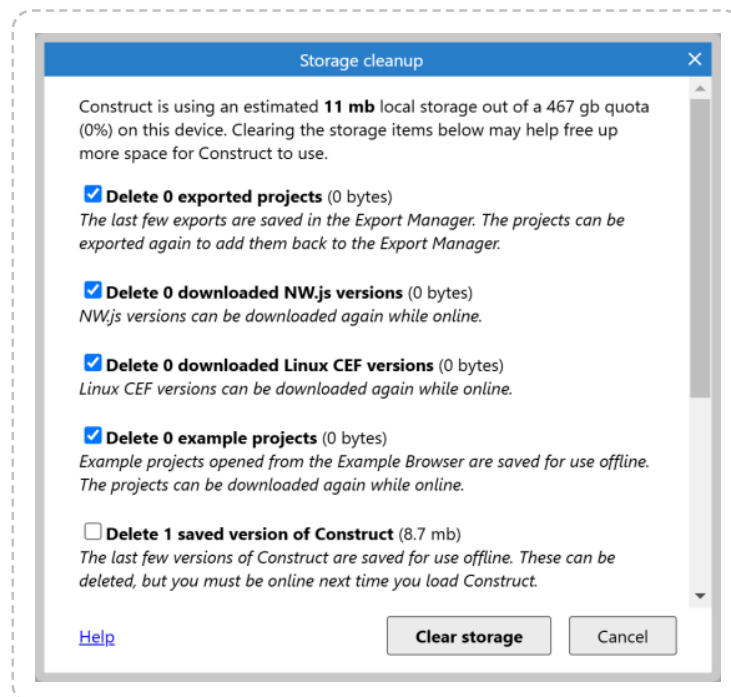 Storage cleanup
Construct is using an estimated 11 mb local storage out of a 467 gb quota
(0%) on this device. Clearing the storage items below may help free up
more space for Construct to use.
Delete 0 exported projects (0 bytes)
The last few exports are saved in the Export Manager. The projects can be
exported again to add them back to the Export Manager.
Delete 0 downloaded NW.js versions (0 bytes)
NW.js versions can be downloaded again while online.
Delete 0 downloaded Linux CEF versions (0 bytes)
Linux CEF versions can be downloaded again while online.
Delete 0 example projects (0 bytes)
Example projects opened from the Example Browser are saved for use offline.
The projects can be downloaded again while online.
Delete 1 saved version of Construct (8.7 mb)
The last few versions of Construct are saved for use offline. These can be
deleted, but you must be online next time you load Construct.
Help
Clear storage
Cancel